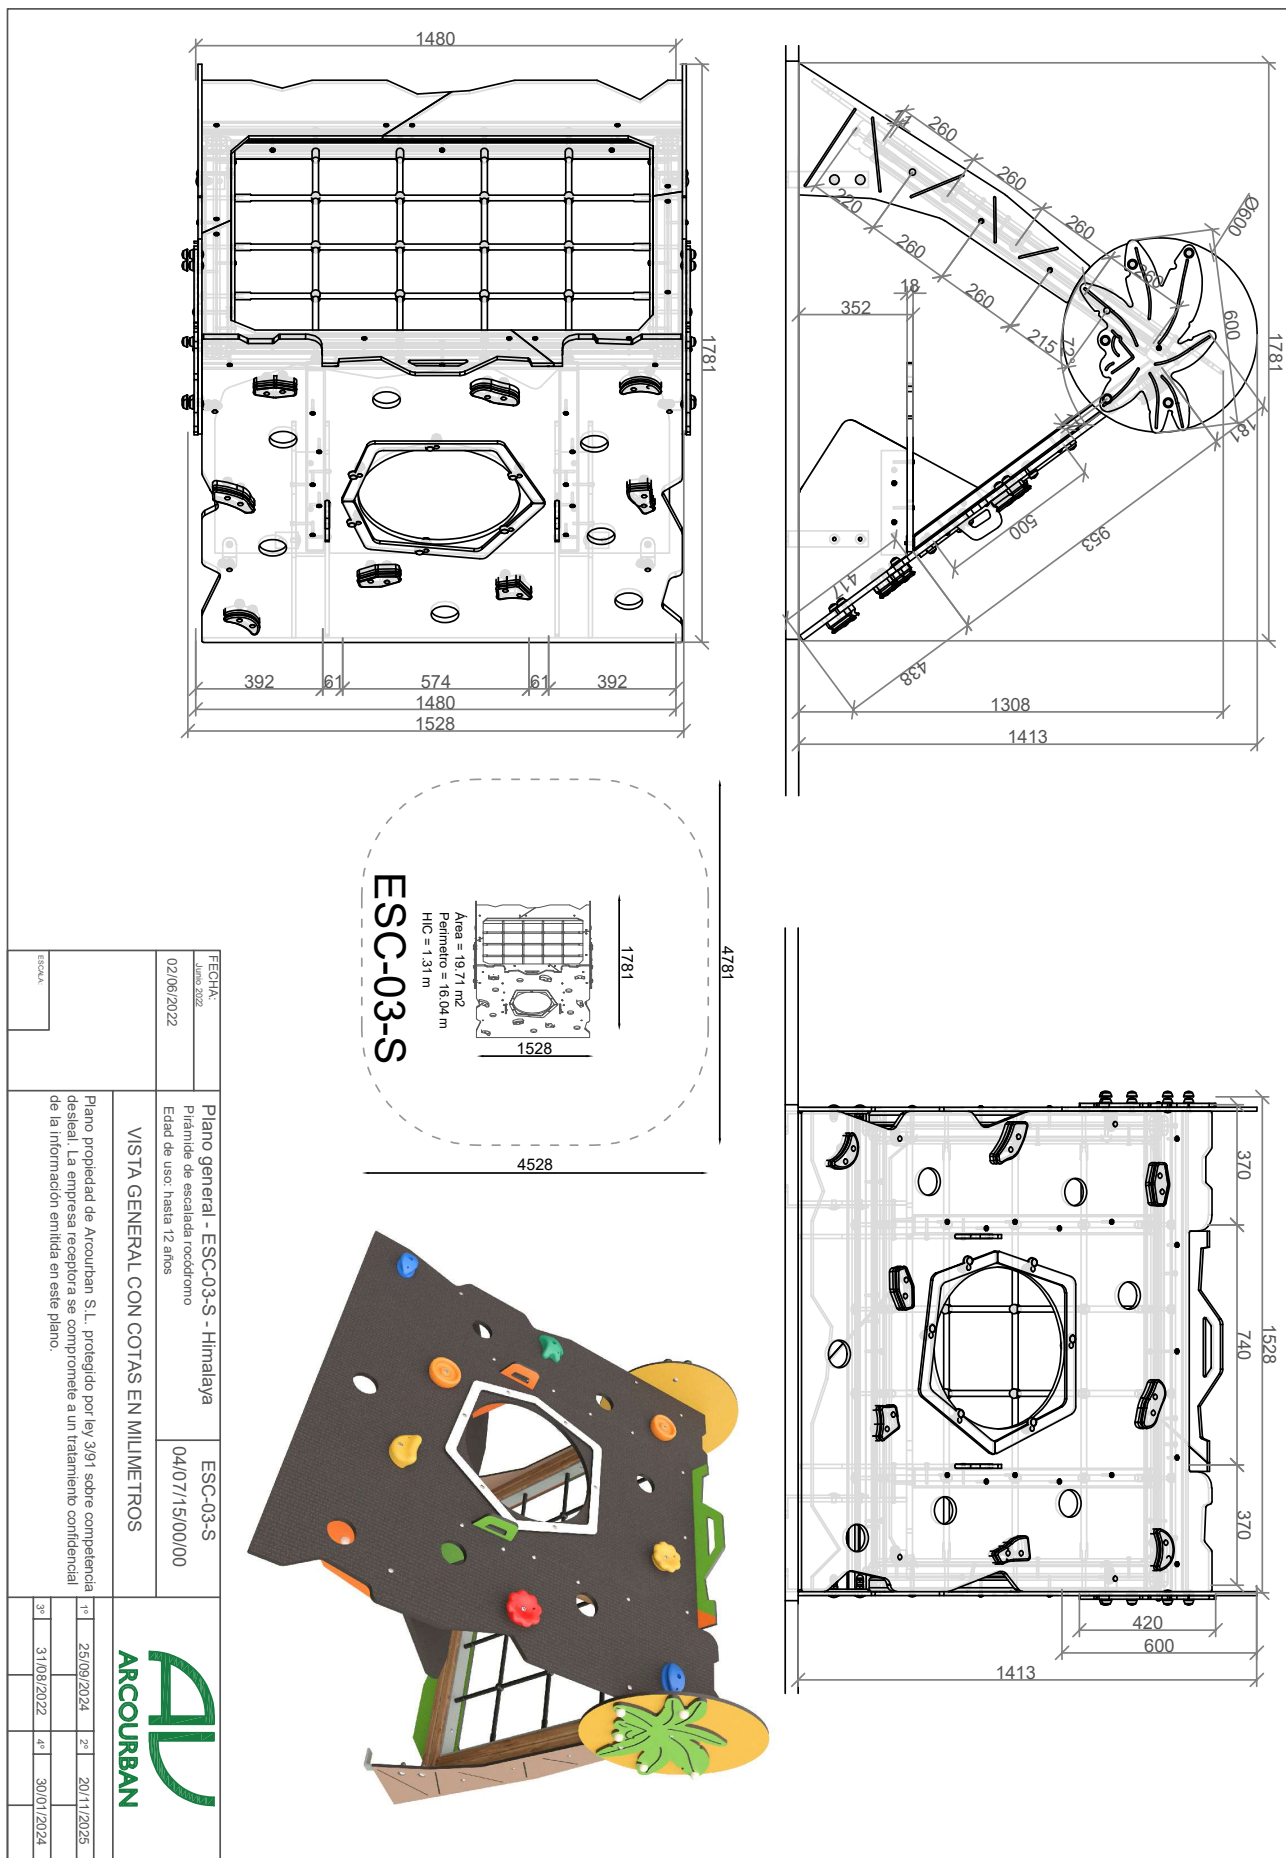 1480
1781
392
61
574
61
392
1480
1528
13
260
260
260
260
220
260
260
215
72°
18
352
Ø600
600
1781
181
500
953
417
438
1308
1413
4781
1781
Área = 19.71 m2
Perimetro = 16.04 m
HIC = 1.31 m
ESC-03-S
1528
4528
370
740
370
1528
420
600
1413
FECHA:
Junio 2022
02/06/2022
ESCALA:
Plano general - ESC-03-S - Himalaya
Pirámide de escalada rocódromo
Edad de uso: hasta 12 años
ESC-03-S
04/07/15/00/00
VISTA GENERAL CON COTAS EN MILIMETROS
Plano propiedad de Arcourban S.L. protegido por ley 3/91 sobre competencia
desleal. La empresa receptora se compromete a un tratamiento confidencial
de la información emitida en este plano.
ARCOURBAN
1º 25/09/2024 2º 20/11/2025
3º 31/08/2022 4º 30/01/2024